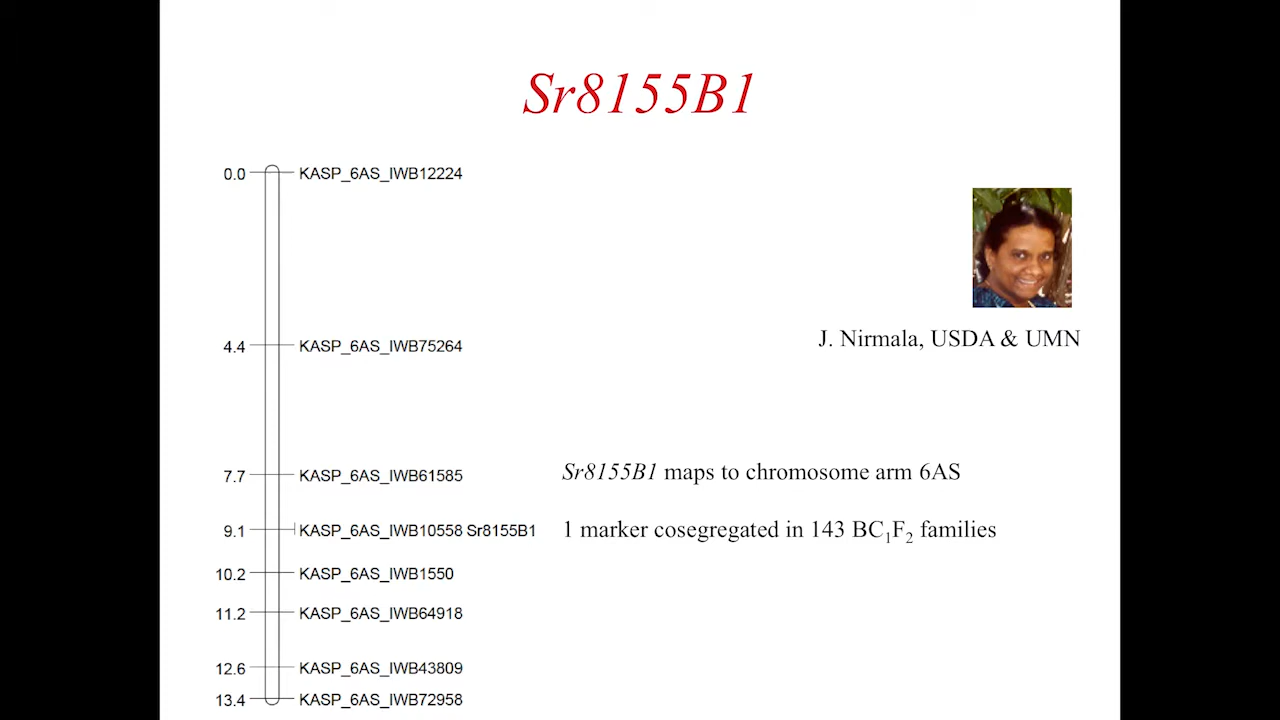 Sr8155B1
0.0 KASP_6AS_IWB12224
J. Nirmala, USDA & UMN
4.4 KASP_6AS_IWB75264
7.7 KASP_6AS_IWB61585
Sr8155B1 maps to chromosome arm 6AS
9.1 KASP_6AS_IWB10558 Sr8155B1
1 marker cosegregated in 143 BC1F2 families
10.2 KASP_6AS_IWB1550
11.2 KASP_6AS_IWB64918
12.6 KASP_6AS_IWB43809
13.4 KASP_6AS_IWB72958